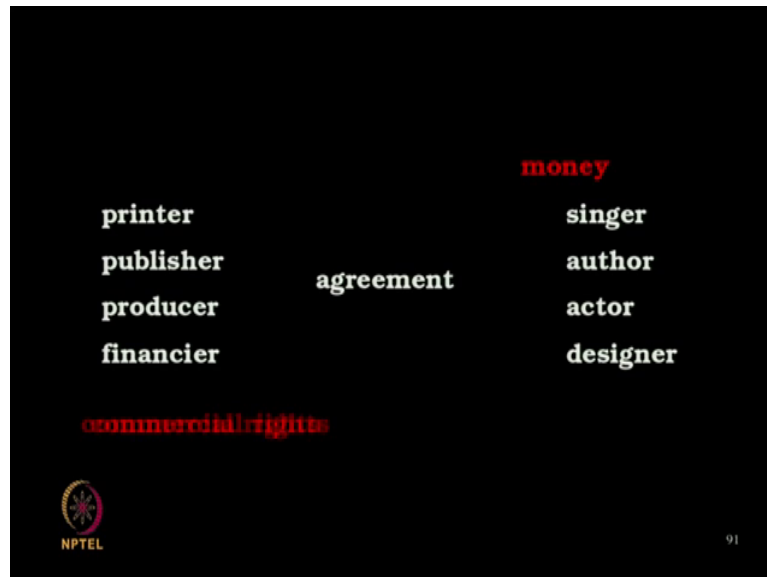 money
printer
singer
publisher
author
agreement
producer
actor
financier
designer
commercial rights
NPTEL
91